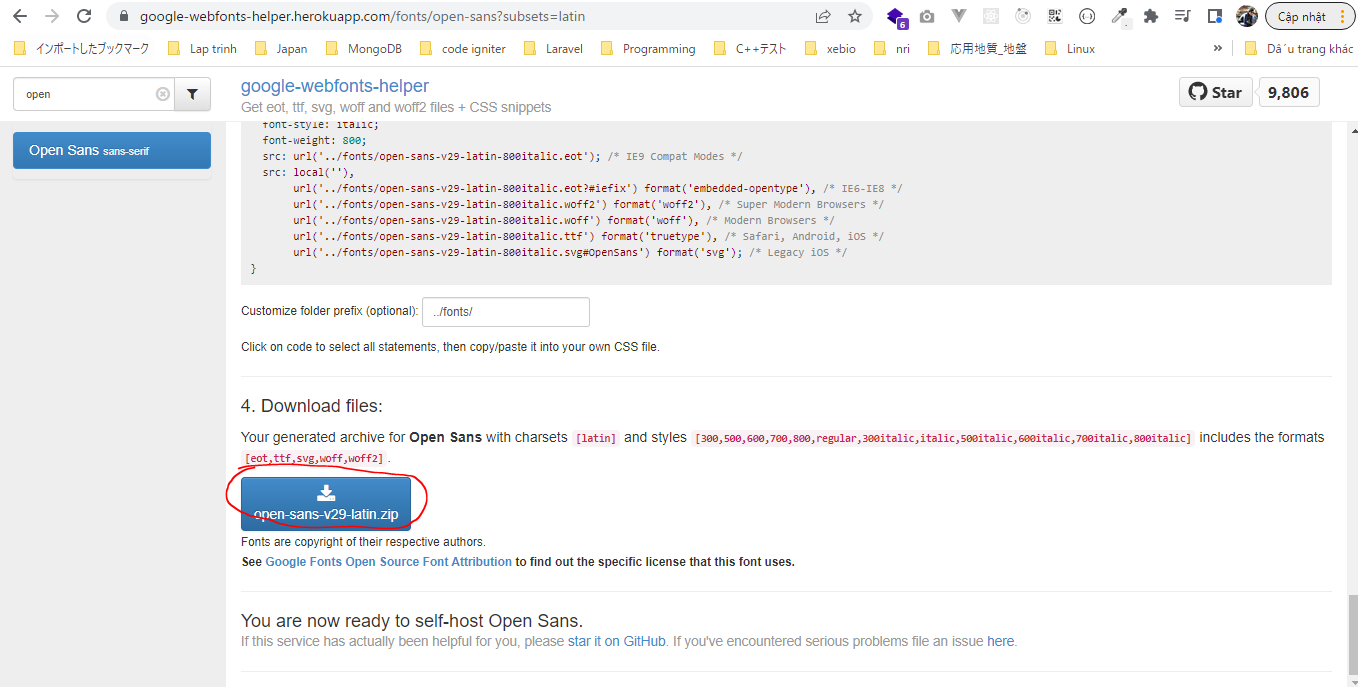 google-webfonts-helper.herokuapp.com/fonts/open-sans?subsets=latin
6
Cập nhật
インポートしたブックマーク Lap trinh Japan MongoDB code igniter Laravel Programming C++テスト xebio nri 応用地質_地盤 Linux » Dấu trang khác
open
google-webfonts-helper
Get eot, ttf, svg, woff and woff2 files + CSS snippets
Star 9,806
Open Sans sans-serif
font-style: italic;
font-weight: 800;
src: url('../fonts/open-sans-v29-latin-800italic.eot'); /* IE9 Compat Modes */
src: local(''),
url('../fonts/open-sans-v29-latin-800italic.eot?#iefix') format('embedded-opentype'), /* IE6-IE8 */
url('../fonts/open-sans-v29-latin-800italic.woff2') format('woff2'), /* Super Modern Browsers */
url('../fonts/open-sans-v29-latin-800italic.woff') format('woff'), /* Modern Browsers */
url('../fonts/open-sans-v29-latin-800italic.ttf') format('truetype'), /* Safari, Android, iOS */
url('../fonts/open-sans-v29-latin-800italic.svg#OpenSans') format('svg'); /* Legacy iOS */
}
Customize folder prefix (optional): ../fonts/
Click on code to select all statements, then copy/paste it into your own CSS file.
4. Download files:
Your generated archive for Open Sans with charsets [latin] and styles [300,500,600,700,800,regular,300italic,italic,500italic,600italic,700italic,800italic] includes the formats
[eot,ttf,svg,woff,woff2] .
open-sans-v29-latin.zip
Fonts are copyright of their respective authors.
See Google Fonts Open Source Font Attribution to find out the specific license that this font uses.
You are now ready to self-host Open Sans.
If this service has actually been helpful for you, please star it on GitHub. If you've encountered serious problems file an issue here.